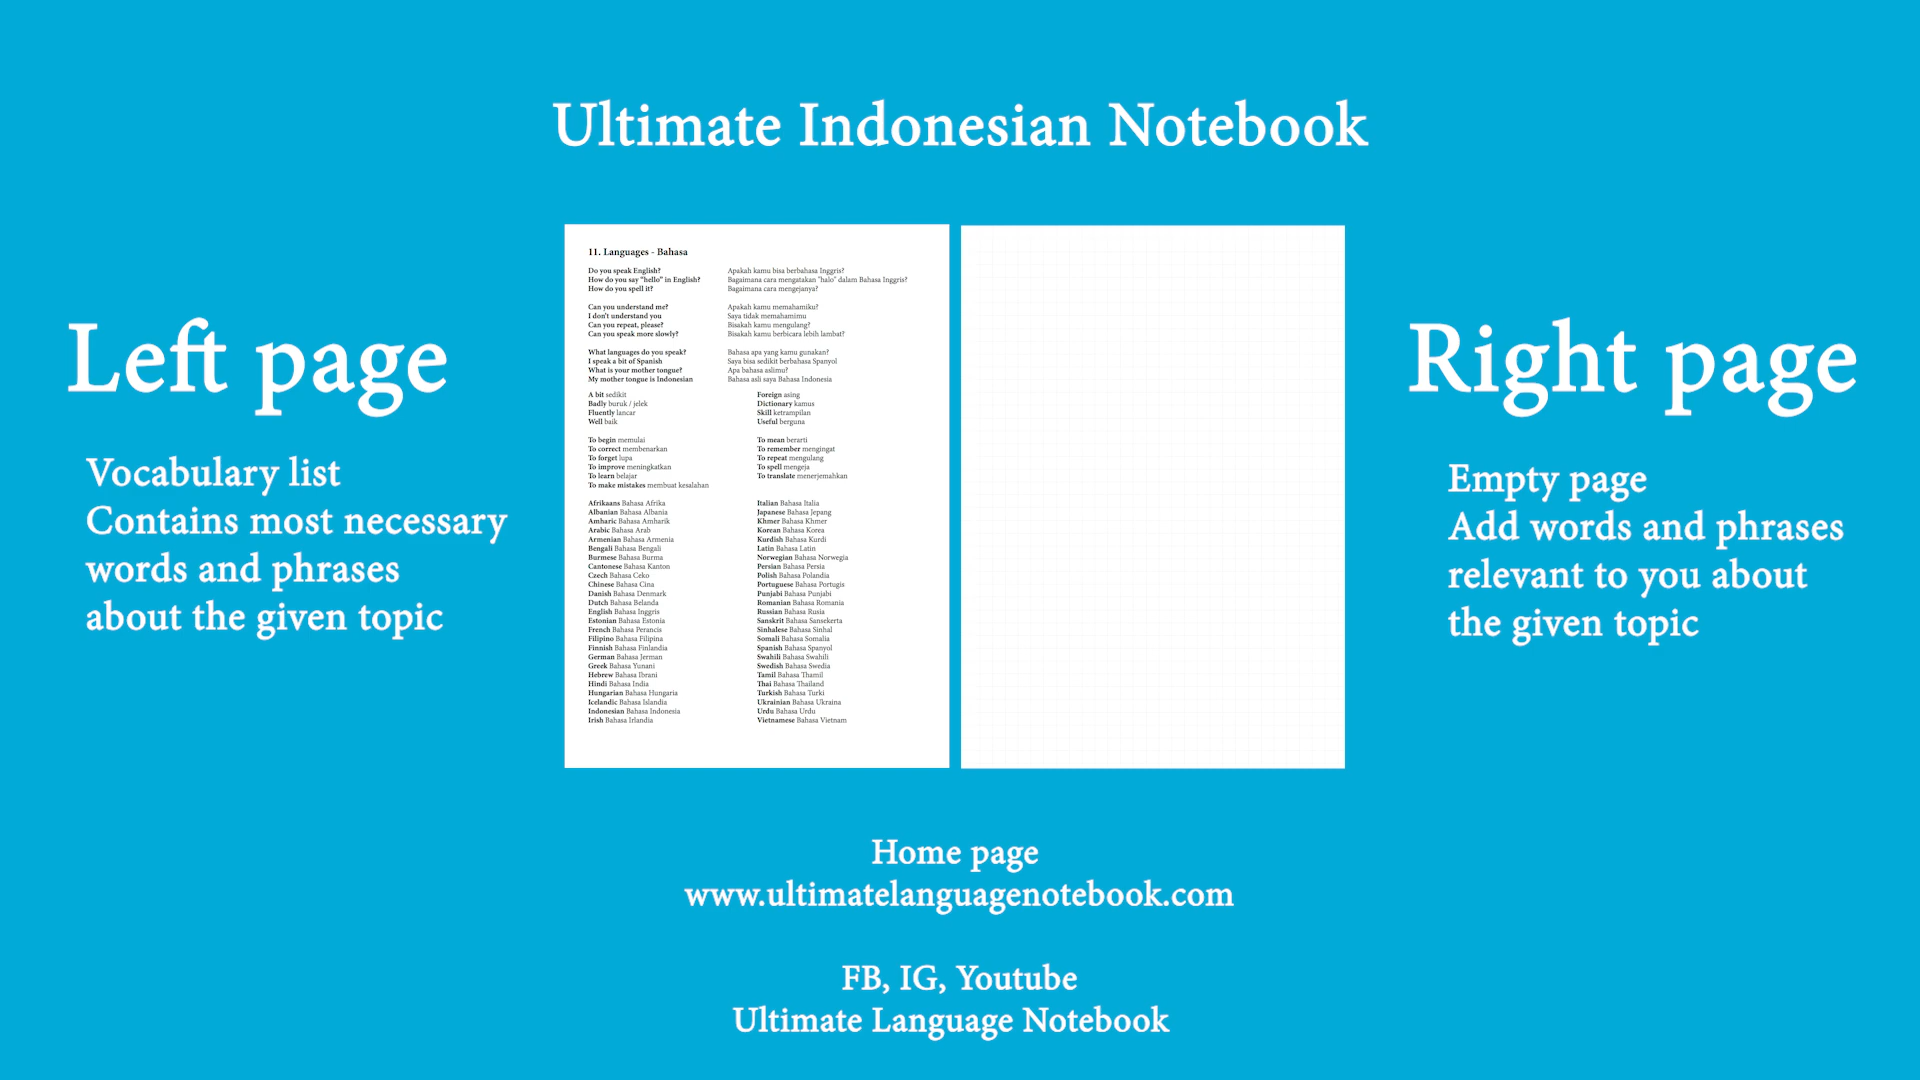 Ultimate Indonesian Notebook
Left page
Vocabulary list
Contains most necessary
words and phrases
about the given topic
11. Languages - Bahasa
Do you speak English? Apakah kamu bisa berbahasa Inggris?
How do you say "hello" in English? Bagaimana cara mengatakan "halo" dalam Bahasa Inggris?
How do you spell it? Bagaimana cara mengejanya?
Can you understand me? Apakah kamu memahamiku?
I don't understand you Saya tidak memahamimu
Can you repeat, please? Bisakah kamu mengulang?
Can you speak more slowly? Bisakah kamu berbicara lebih lambat?
What languages do you speak? Bahasa apa yang kamu gunakan?
I speak a bit of Spanish Saya bisa sedikit berbahasa Spanyol
What is your mother tongue? Apa bahasa aslimu?
My mother tongue is Indonesian Bahasa asli saya Bahasa Indonesia
A bit sedikit
Badly buruk / jelek
Fluently lancar
Well baik
Foreign asing
Dictionary kamus
Skill ketrampilan
Useful berguna
To begin memulai
To correct membenarkan
To forget lupa
To improve meningkatkan
To learn belajar
To make mistakes membuat kesalahan
To mean berarti
To remember mengingat
To repeat mengulang
To spell mengeja
To translate menerjemahkan
Afrikaans Bahasa Afrika
Albanian Bahasa Albania
Amharic Bahasa Amharik
Arabic Bahasa Arab
Armenian Bahasa Armenia
Bengali Bahasa Bengali
Burmese Bahasa Burma
Cantonese Bahasa Kanton
Czech Bahasa Ceko
Chinese Bahasa Cina
Danish Bahasa Denmark
Dutch Bahasa Belanda
English Bahasa Inggris
Estonian Bahasa Estonia
French Bahasa Perancis
Filipino Bahasa Filipina
Finnish Bahasa Finlandia
German Bahasa Jerman
Greek Bahasa Yunani
Hebrew Bahasa Ibrani
Hindi Bahasa India
Hungarian Bahasa Hungaria
Icelandic Bahasa Islandia
Indonesian Bahasa Indonesia
Irish Bahasa Irlandia
Italian Bahasa Italia
Japanese Bahasa Jepang
Khmer Bahasa Khmer
Korean Bahasa Korea
Kurdish Bahasa Kurdi
Latin Bahasa Latin
Norwegian Bahasa Norwegia
Persian Bahasa Persia
Polish Bahasa Polandia
Portuguese Bahasa Portugis
Punjabi Bahasa Punjabi
Romanian Bahasa Romania
Russian Bahasa Rusia
Sanskrit Bahasa Sansekerta
Sinhalese Bahasa Sinhal
Somali Bahasa Somalia
Spanish Bahasa Spanyol
Swahili Bahasa Swahili
Swedish Bahasa Swedia
Tamil Bahasa Thamil
Thai Bahasa Thailand
Turkish Bahasa Turki
Ukrainian Bahasa Ukraina
Urdu Bahasa Urdu
Vietnamese Bahasa Vietnam
Right page
Empty page
Add words and phrases
relevant to you about
the given topic
Home page
www.ultimatelanguagenotebook.com
FB, IG, Youtube
Ultimate Language Notebook